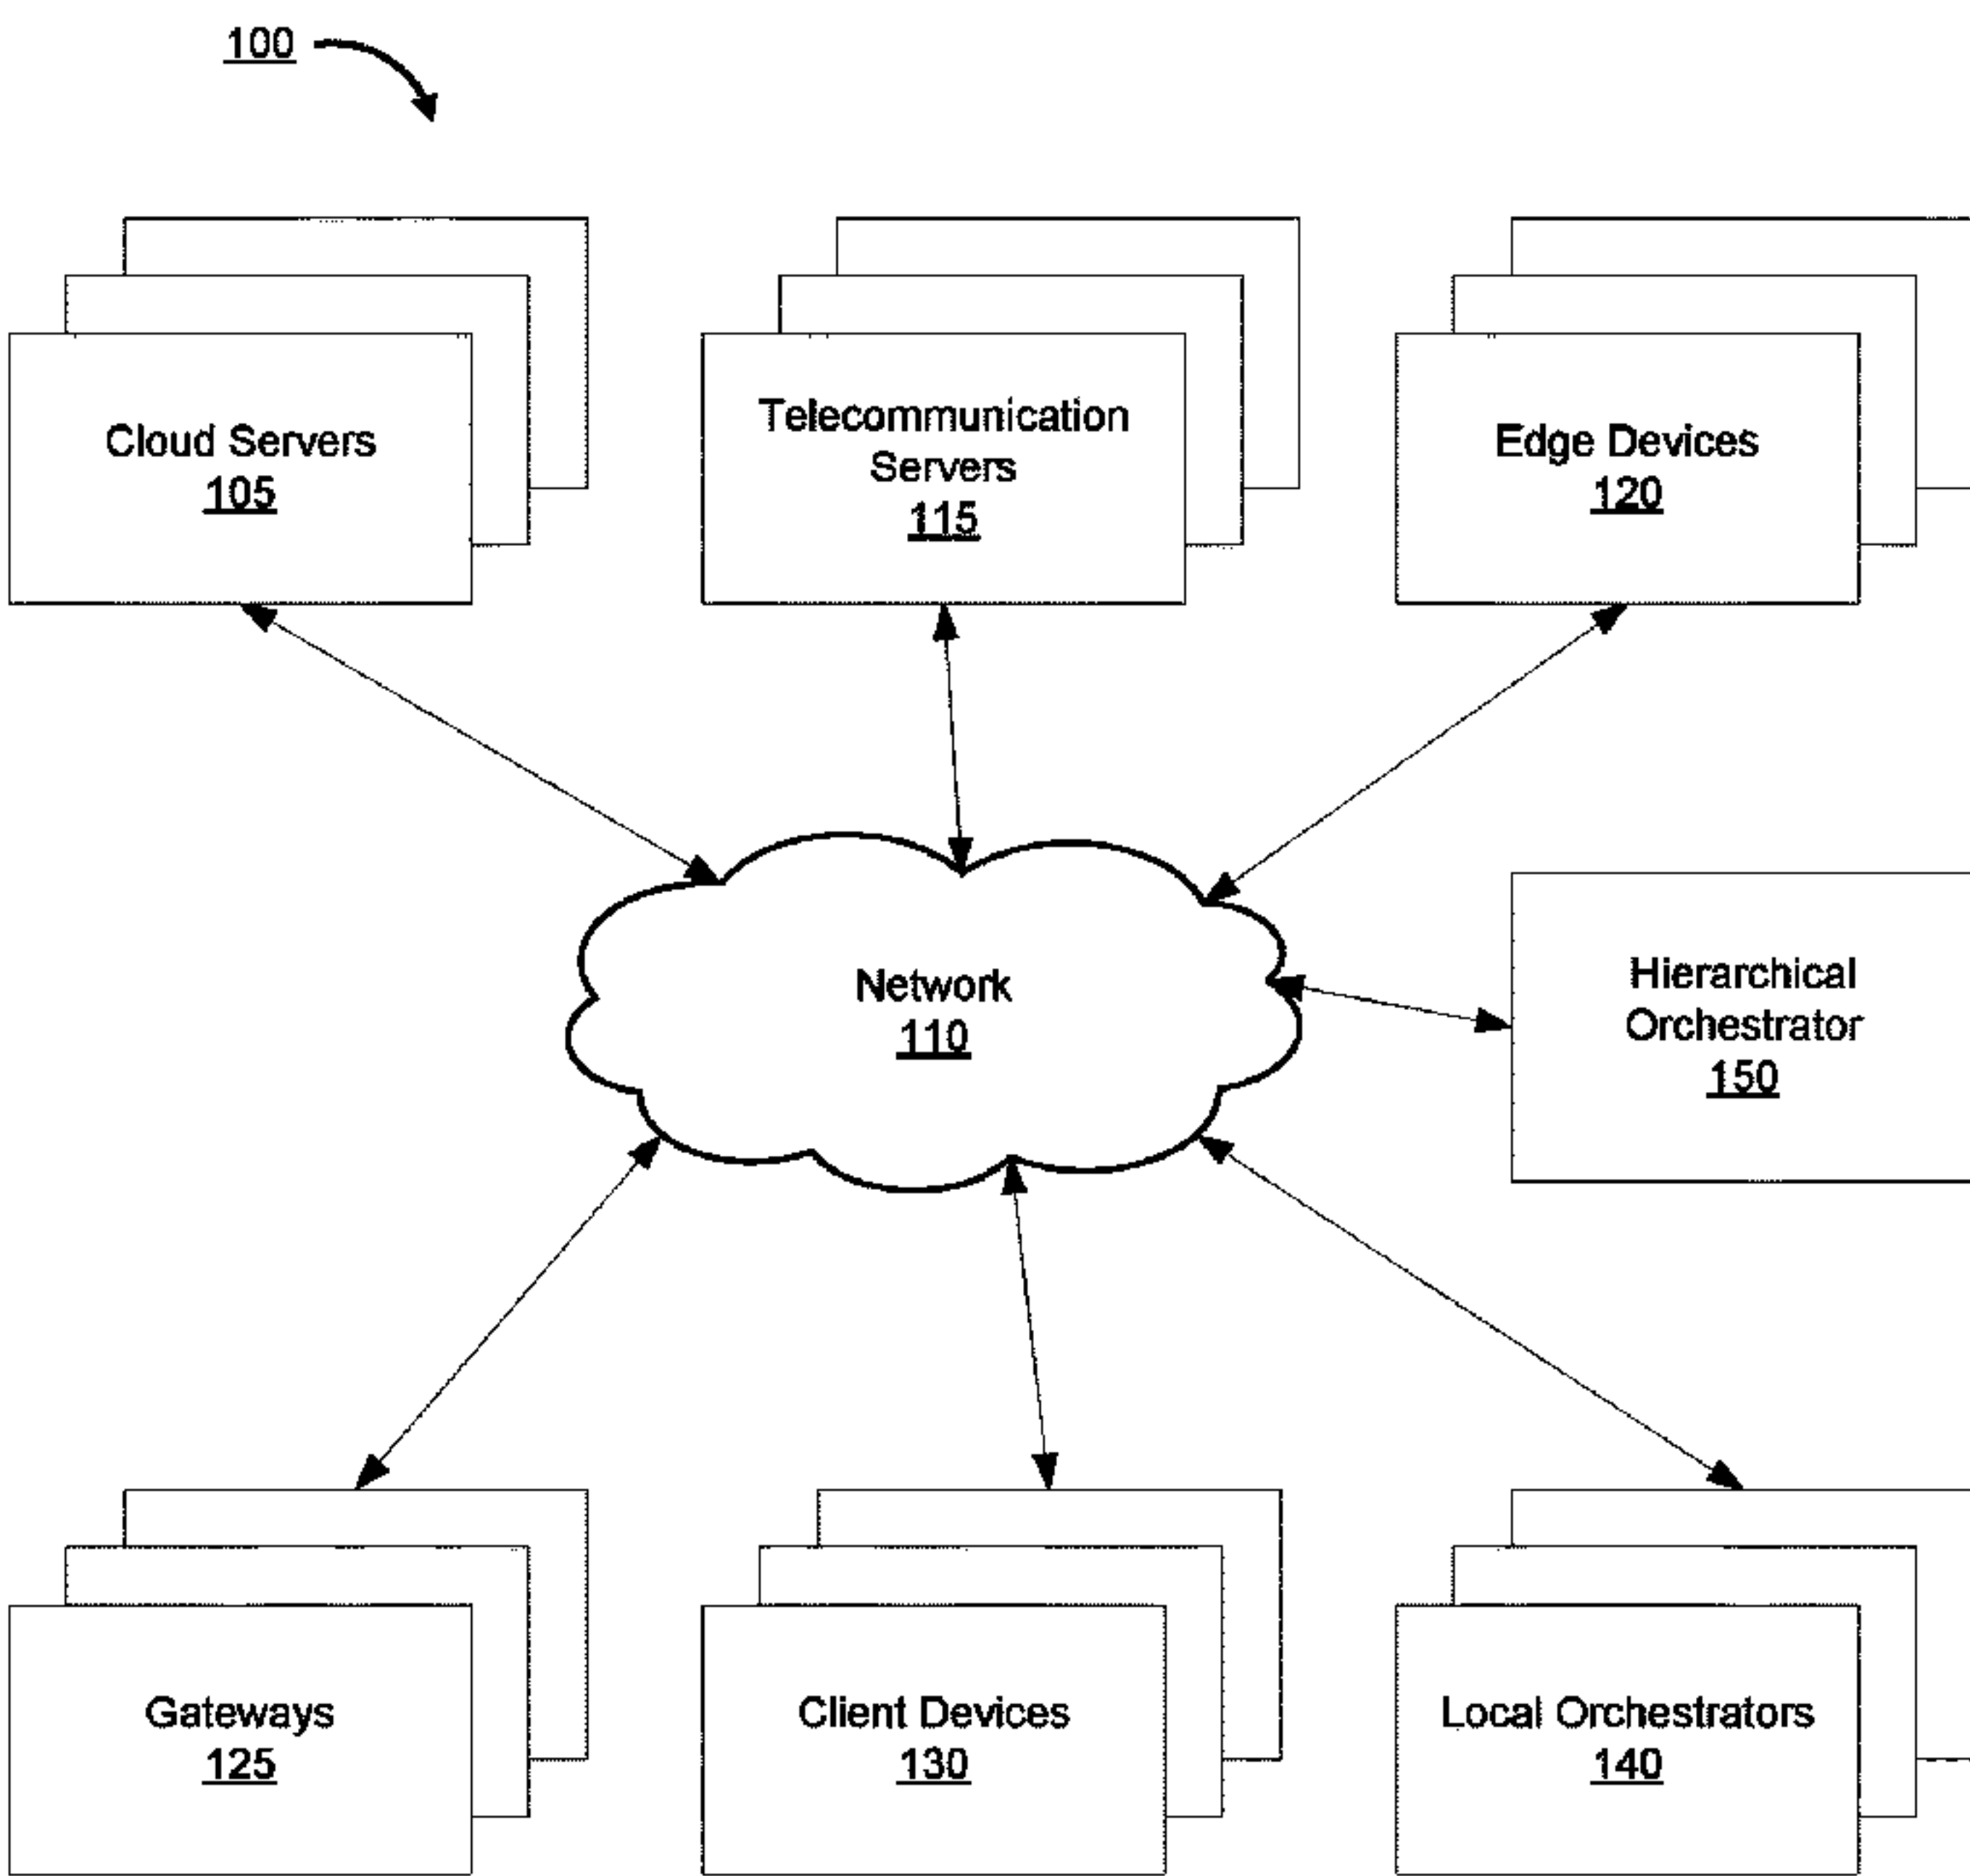 100
Cloud Servers
105
Telecommunication
Servers
115
Edge Devices
120
Network
110
Hierarchical
Orchestrator
150
Gateways
125
Client Devices
130
Local Orchestrators
140